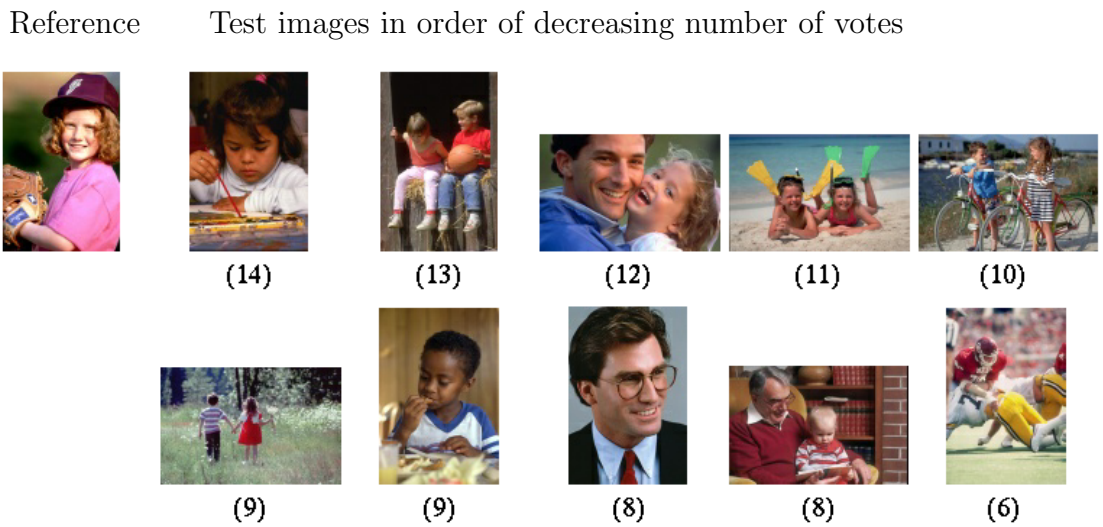 Reference Test images in order of decreasing number of votes
(14) (13) (12) (11) (10)
(9) (9) (8) (8) (6)